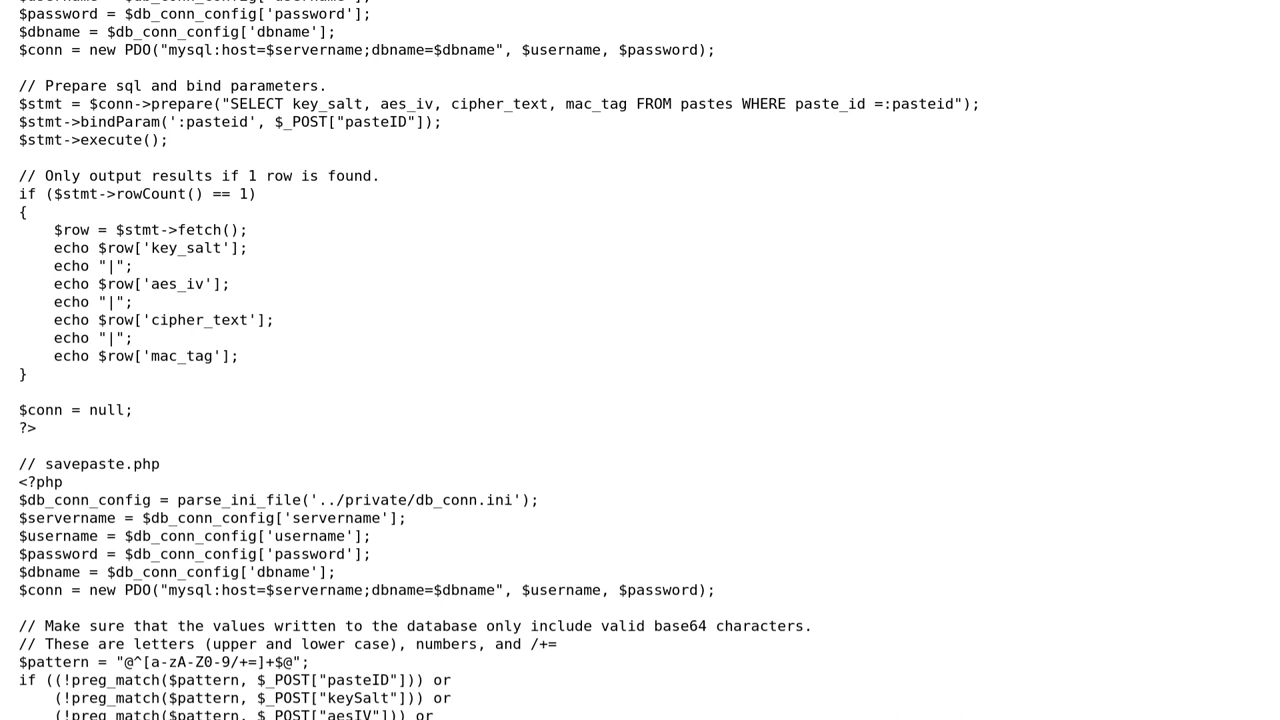 $password = $db_conn_config['password'];
$dbname = $db_conn_config['dbname'];
$conn = new PDO("mysql:host=$servername;dbname=$dbname", $username, $password);

// Prepare sql and bind parameters.
$stmt = $conn->prepare("SELECT key_salt, aes_iv, cipher_text, mac_tag FROM pastes WHERE paste_id =:pasteid");
$stmt->bindParam(':pasteid', $_POST["pasteID"]);
$stmt->execute();

// Only output results if 1 row is found.
if ($stmt->rowCount() == 1)
{
    $row = $stmt->fetch();
    echo $row['key_salt'];
    echo "|";
    echo $row['aes_iv'];
    echo "|";
    echo $row['cipher_text'];
    echo "|";
    echo $row['mac_tag'];
}

$conn = null;
?>

// savepaste.php
<?php
$db_conn_config = parse_ini_file('../private/db_conn.ini');
$servername = $db_conn_config['servername'];
$username = $db_conn_config['username'];
$password = $db_conn_config['password'];
$dbname = $db_conn_config['dbname'];
$conn = new PDO("mysql:host=$servername;dbname=$dbname", $username, $password);

// Make sure that the values written to the database only include valid base64 characters.
// These are letters (upper and lower case), numbers, and /+=
$pattern = "@^[a-zA-Z0-9/+=]+$@";
if ((!preg_match($pattern, $_POST["pasteID"])) or
    (!preg_match($pattern, $_POST["keySalt"])) or
    (!preg_match($pattern, $_POST["aesIV"])) or